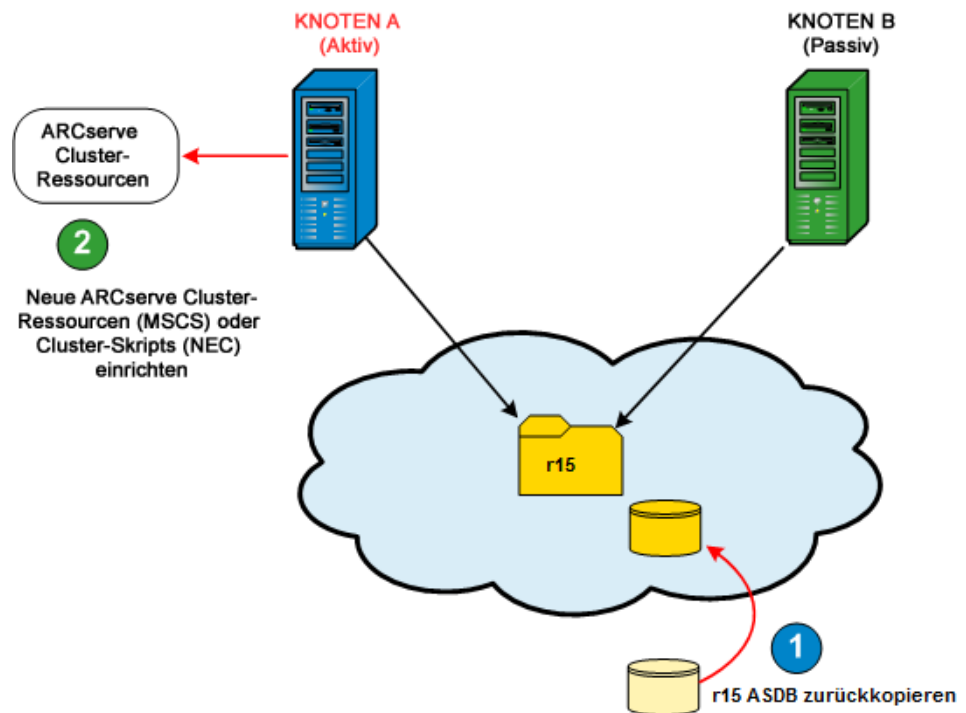 KNOTEN A
(Aktiv)
KNOTEN B
(Passiv)
ARCserve
Cluster-
Ressourcen
2
Neue ARCserve Cluster-
Ressourcen (MSCS) oder
Cluster-Skripts (NEC)
einrichten
r15
1
r15 ASDB zurückkopieren